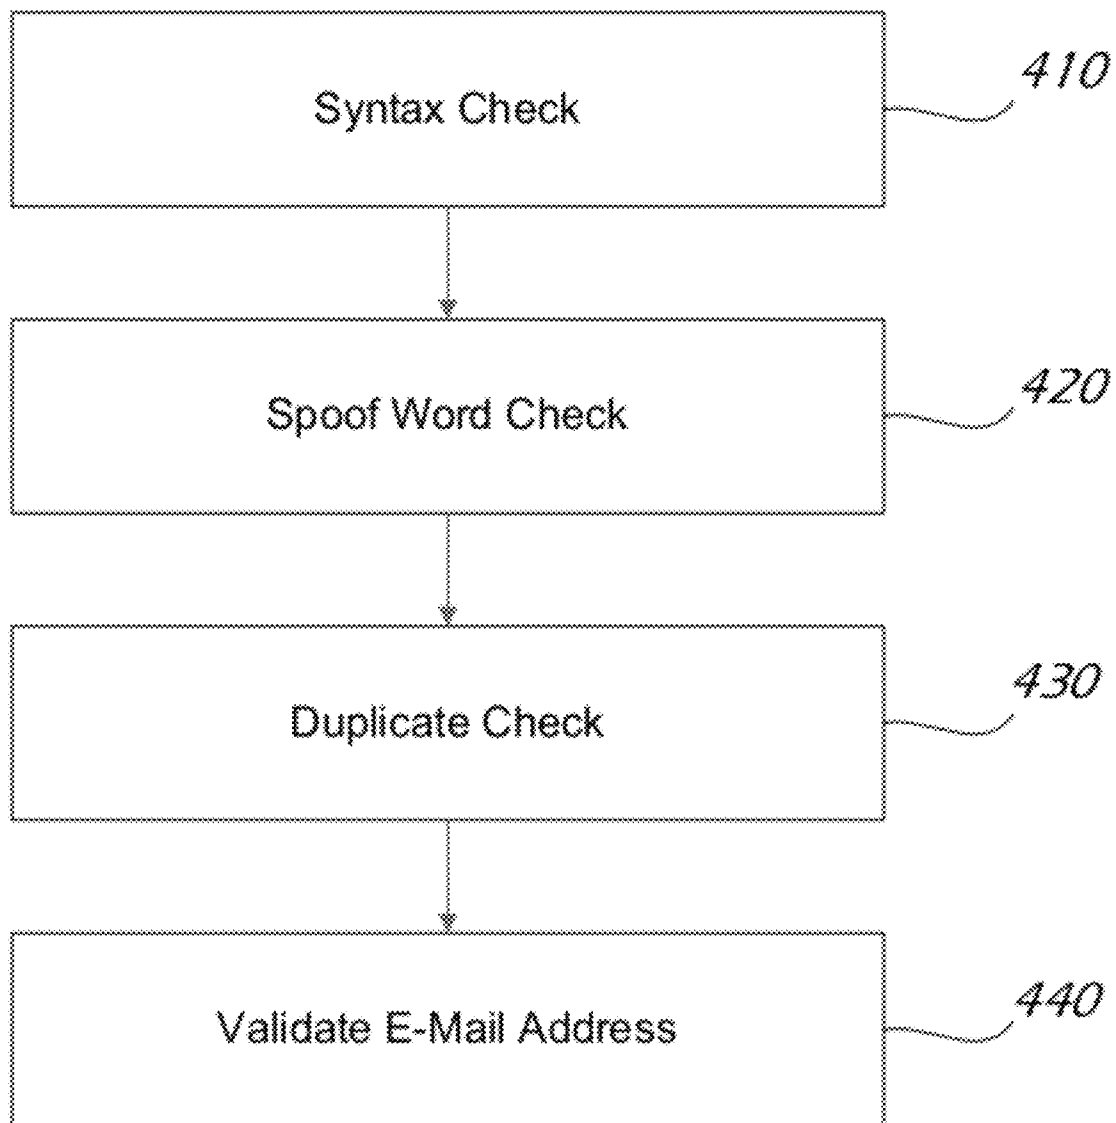 Syntax Check
410
Spoof Word Check
420
Duplicate Check
430
Validate E-Mail Address
440